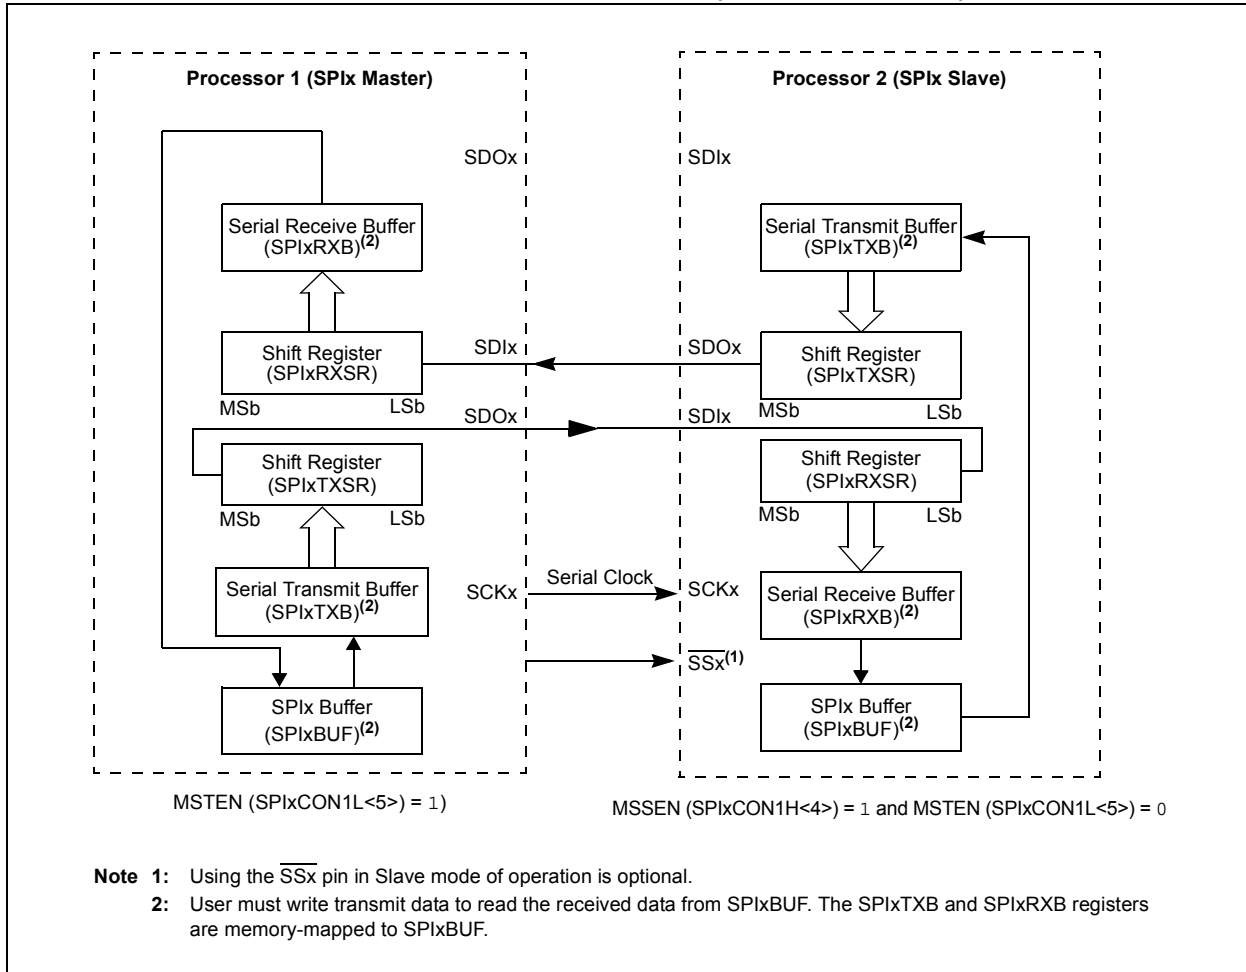 Processor 1 (SPIx Master)
Processor 2 (SPIx Slave)
SDOx
SDIx
Serial Receive Buffer
(SPIxRXB)(2)
Serial Transmit Buffer
(SPIxTXB)(2)
Shift Register
(SPIxRXSR)
SDIx
SDOx
Shift Register
(SPIxTXSR)
MSb
LSb
MSb
LSb
SDOx
SDIx
Shift Register
(SPIxTXSR)
Shift Register
(SPIxRXSR)
MSb
LSb
MSb
LSb
Serial Transmit Buffer
(SPIxTXB)(2)
SCKx
Serial Clock
SCKx
Serial Receive Buffer
(SPIxRXB)(2)
SSx(1)
SPIx Buffer
(SPIxBUF)(2)
SPIx Buffer
(SPIxBUF)(2)
MSTEN (SPIxCON1L<5>) = 1)
MSSEN (SPIxCON1H<4>) = 1 and MSTEN (SPIxCON1L<5>) = 0
Note 1: Using the SSx pin in Slave mode of operation is optional.
2: User must write transmit data to read the received data from SPIxBUF. The SPIxTXB and SPIxRXB registers
are memory-mapped to SPIxBUF.